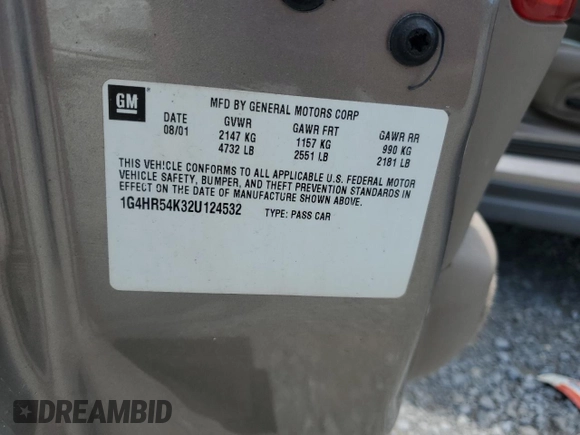 GM
MFD BY GENERAL MOTORS CORP
DATE GVWR GAWR FRT GAWR RR
08/01 2147 KG 1157 KG 990 KG
4732 LB 2551 LB 2181 LB
THIS VEHICLE CONFORMS TO ALL APPLICABLE U.S. FEDERAL MOTOR
VEHICLE SAFETY, BUMPER, AND THEFT PREVENTION STANDARDS IN
EFFECT ON THE DATE OF MANUFACTURE SHOWN ABOVE.
1G4HR54K32U124532 TYPE: PASS CAR
DREAMBID